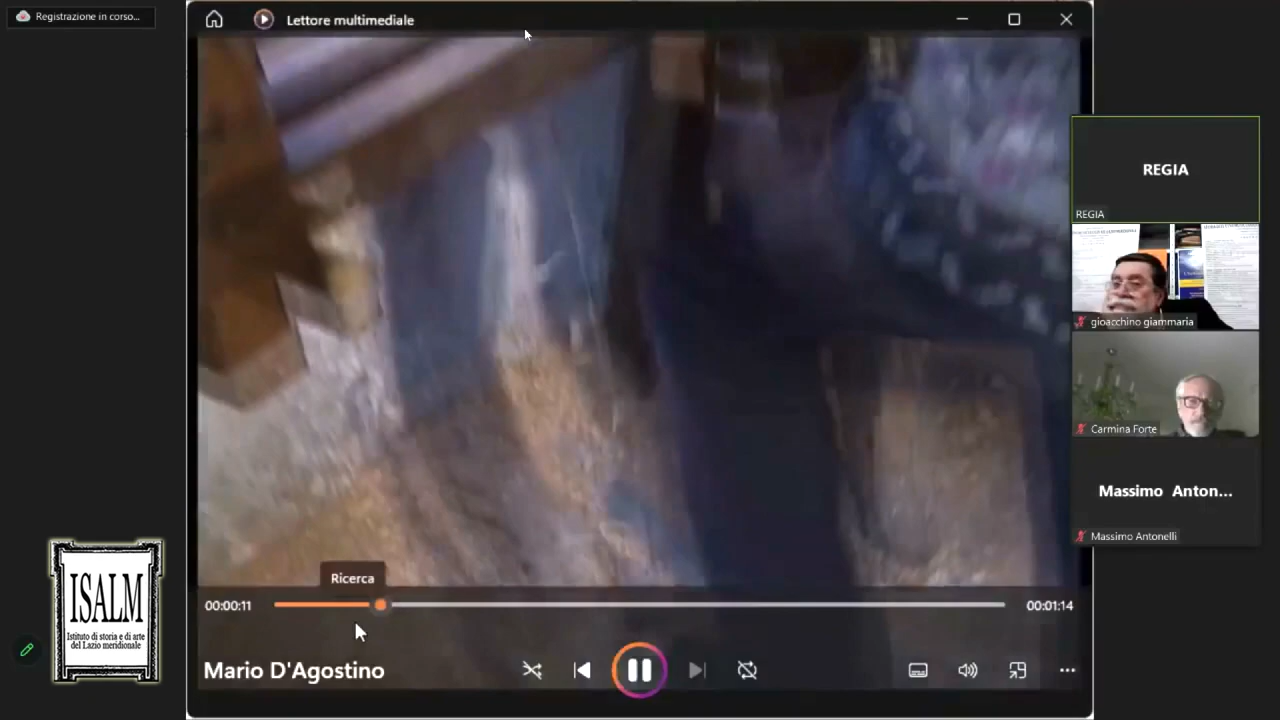 Registrazione in corso...
Lettore multimediale
REGIA
REGIA
gioacchino giammaria
Carmina Forte
Massimo Anton...
Massimo Antonelli
Ricerca
00:00:11
00:01:14
Mario D'Agostino
ISALM
Istituto di storia e di arte
del Lazio meridionale